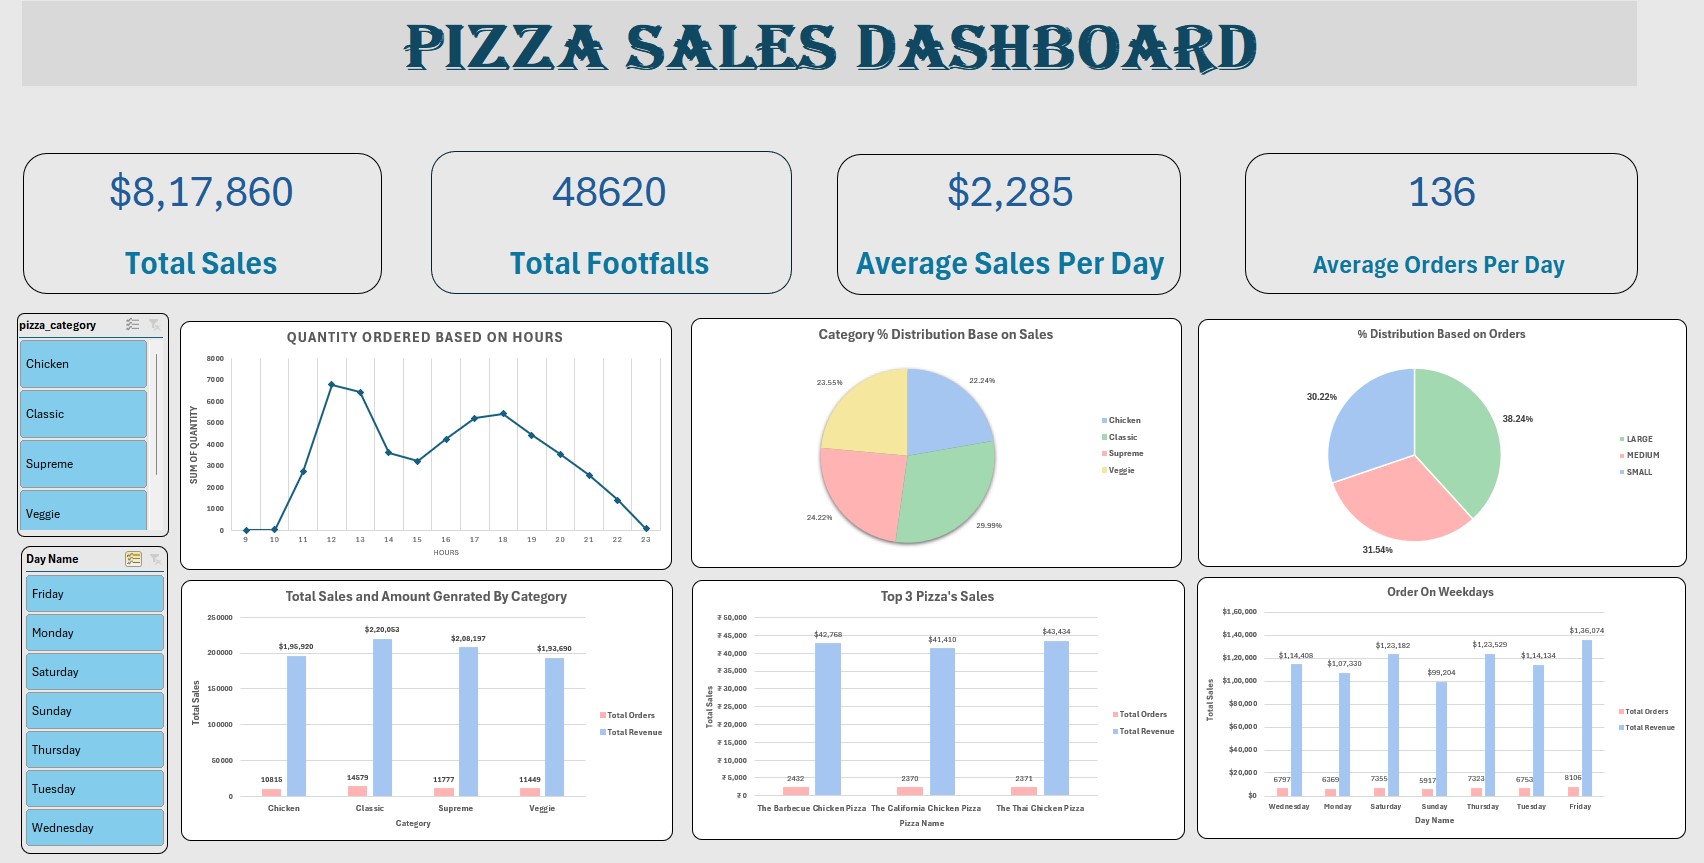 PIZZA SALES DASHBOARD
$8,17,860
Total Sales
48620
Total Footfalls
$2,285
Average Sales Per Day
136
Average Orders Per Day
pizza_category
Chicken
Classic
Supreme
Veggie
Day Name
Friday
Monday
Saturday
Sunday
Thursday
Tuesday
Wednesday
QUANTITY ORDERED BASED ON HOURS
SUM OF QUANTITY
8000
7000
6000
5000
4000
3000
2000
1000
0
9 10 11 12 13 14 15 16 17 18 19 20 21 22 23
HOURS
Category % Distribution Base on Sales
23.55%
22.24%
24.22%
29.99%
Chicken
Classic
Supreme
Veggie
% Distribution Based on Orders
30.22%
38.24%
31.54%
LARGE
MEDIUM
SMALL
Total Sales and Amount Genrated By Category
Total Sales
250000
200000
150000
100000
50000
0
$1,95,920
$2,20,053
$2,08,197
$1,93,690
10815
14579
11777
11449
Chicken Classic Supreme Veggie
Category
Total Orders
Total Revenue
Top 3 Pizza's Sales
Total Sales
₹ 50,000
₹ 45,000
₹ 40,000
₹ 35,000
₹ 30,000
₹ 25,000
₹ 20,000
₹ 15,000
₹ 10,000
₹ 5,000
₹ 0
$42,768
$41,410
$43,434
2432
2370
2371
The Barbecue Chicken Pizza The California Chicken Pizza The Thai Chicken Pizza
Pizza Name
Total Orders
Total Revenue
Order On Weekdays
Total Sales
$1,60,000
$1,40,000
$1,20,000
$1,00,000
$80,000
$60,000
$40,000
$20,000
$0
$1,14,408
$1,07,330
$1,23,182
$99,204
$1,23,529
$1,14,134
$1,36,074
6797
6369
7355
5917
7323
6753
8106
Wednesday Monday Saturday Sunday Thursday Tuesday Friday
Day Name
Total Orders
Total Revenue